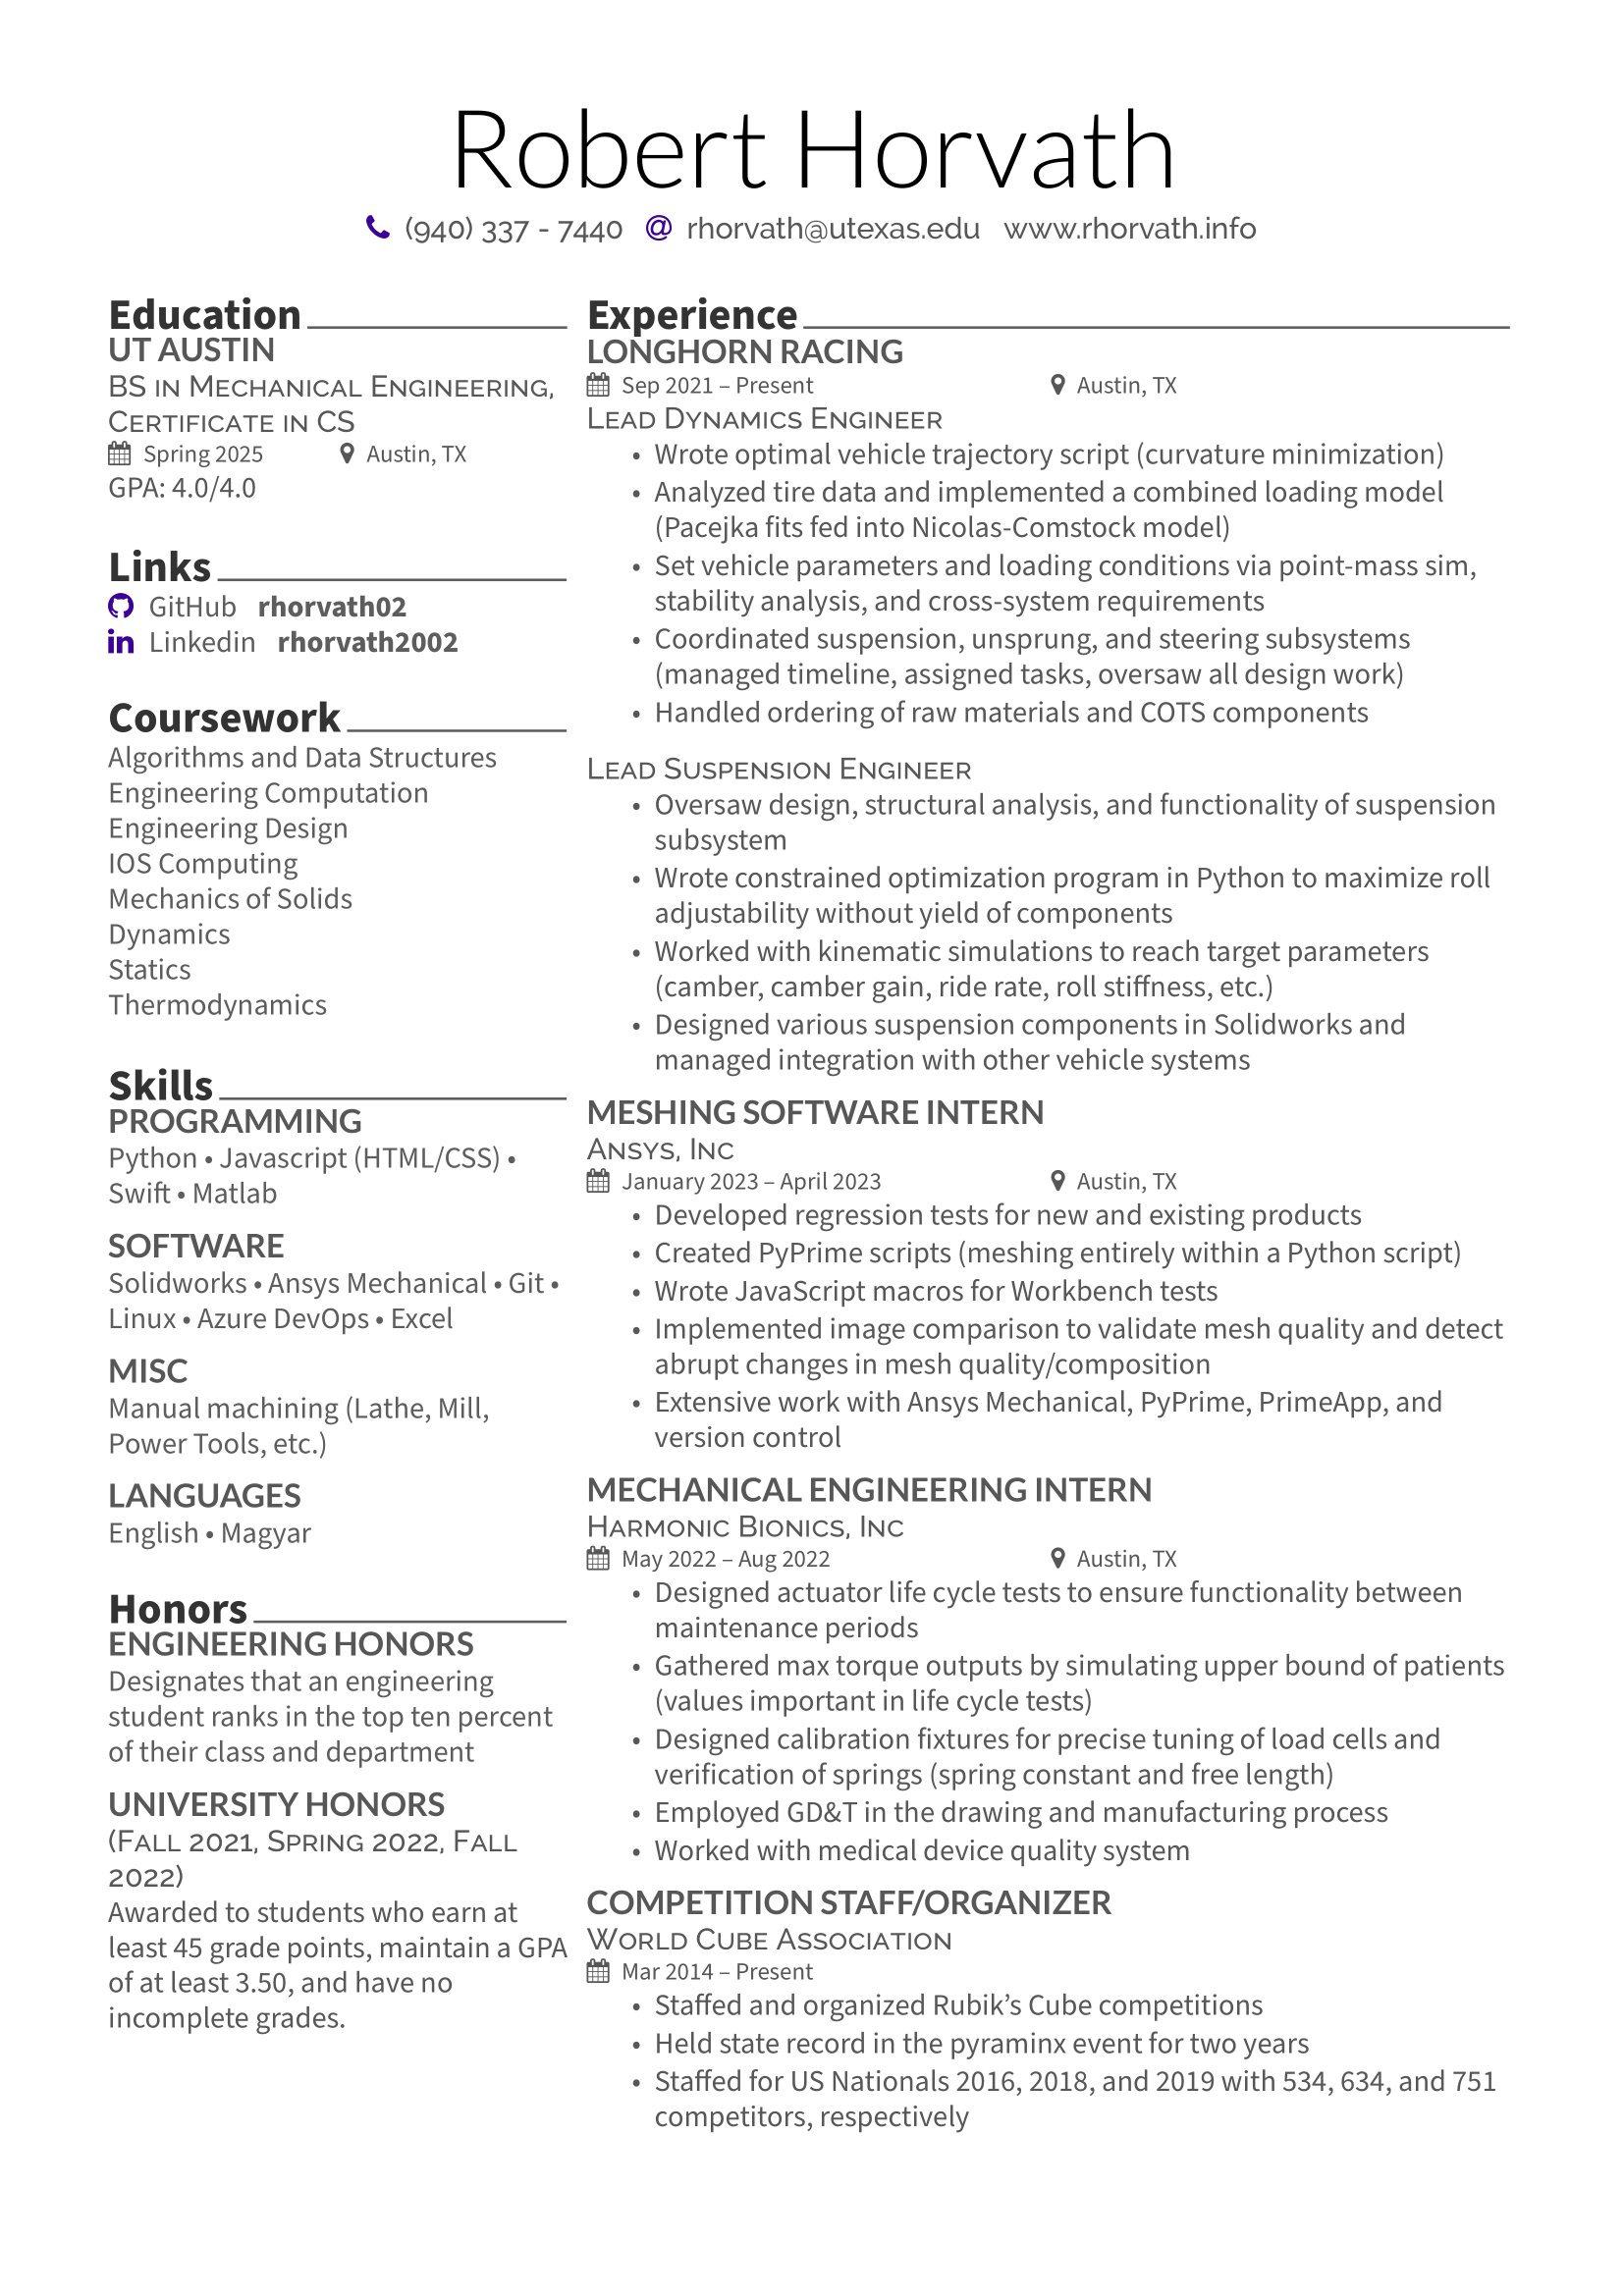 Robert Horvath
(940) 337 - 7440 @ rhorvath@utexas.edu www.rhorvath.info
Education
UT AUSTIN
BS in Mechanical Engineering,
Certificate in CS
Spring 2025 Austin, TX
GPA: 4.0/4.0
Links
GitHub rhorvath02
in Linkedin rhorvath2002
Coursework
Algorithms and Data Structures
Engineering Computation
Engineering Design
IOS Computing
Mechanics of Solids
Dynamics
Statics
Thermodynamics
Skills
PROGRAMMING
Python • Javascript (HTML/CSS) •
Swift • Matlab
SOFTWARE
Solidworks • Ansys Mechanical • Git •
Linux • Azure DevOps • Excel
MISC
Manual machining (Lathe, Mill,
Power Tools, etc.)
LANGUAGES
English • Magyar
Honors
ENGINEERING HONORS
Designates that an engineering
student ranks in the top ten percent
of their class and department
UNIVERSITY HONORS
(Fall 2021, Spring 2022, Fall
2022)
Awarded to students who earn at
least 45 grade points, maintain a GPA
of at least 3.50, and have no
incomplete grades.
Experience
LONGHORN RACING
Sep 2021 – Present Austin, TX
Lead Dynamics Engineer
• Wrote optimal vehicle trajectory script (curvature minimization)
• Analyzed tire data and implemented a combined loading model
(Pacejka fits fed into Nicolas-Comstock model)
• Set vehicle parameters and loading conditions via point-mass sim,
stability analysis, and cross-system requirements
• Coordinated suspension, unsprung, and steering subsystems
(managed timeline, assigned tasks, oversaw all design work)
• Handled ordering of raw materials and COTS components
Lead Suspension Engineer
• Oversaw design, structural analysis, and functionality of suspension
subsystem
• Wrote constrained optimization program in Python to maximize roll
adjustability without yield of components
• Worked with kinematic simulations to reach target parameters
(camber, camber gain, ride rate, roll stiffness, etc.)
• Designed various suspension components in Solidworks and
managed integration with other vehicle systems
MESHING SOFTWARE INTERN
Ansys, Inc
January 2023 – April 2023 Austin, TX
• Developed regression tests for new and existing products
• Created PyPrime scripts (meshing entirely within a Python script)
• Wrote JavaScript macros for Workbench tests
• Implemented image comparison to validate mesh quality and detect
abrupt changes in mesh quality/composition
• Extensive work with Ansys Mechanical, PyPrime, PrimeApp, and
version control
MECHANICAL ENGINEERING INTERN
Harmonic Bionics, Inc
May 2022 – Aug 2022 Austin, TX
• Designed actuator life cycle tests to ensure functionality between
maintenance periods
• Gathered max torque outputs by simulating upper bound of patients
(values important in life cycle tests)
• Designed calibration fixtures for precise tuning of load cells and
verification of springs (spring constant and free length)
• Employed GD&T in the drawing and manufacturing process
• Worked with medical device quality system
COMPETITION STAFF/ORGANIZER
World Cube Association
Mar 2014 – Present
• Staffed and organized Rubik's Cube competitions
• Held state record in the pyraminx event for two years
• Staffed for US Nationals 2016, 2018, and 2019 with 534, 634, and 751
competitors, respectively